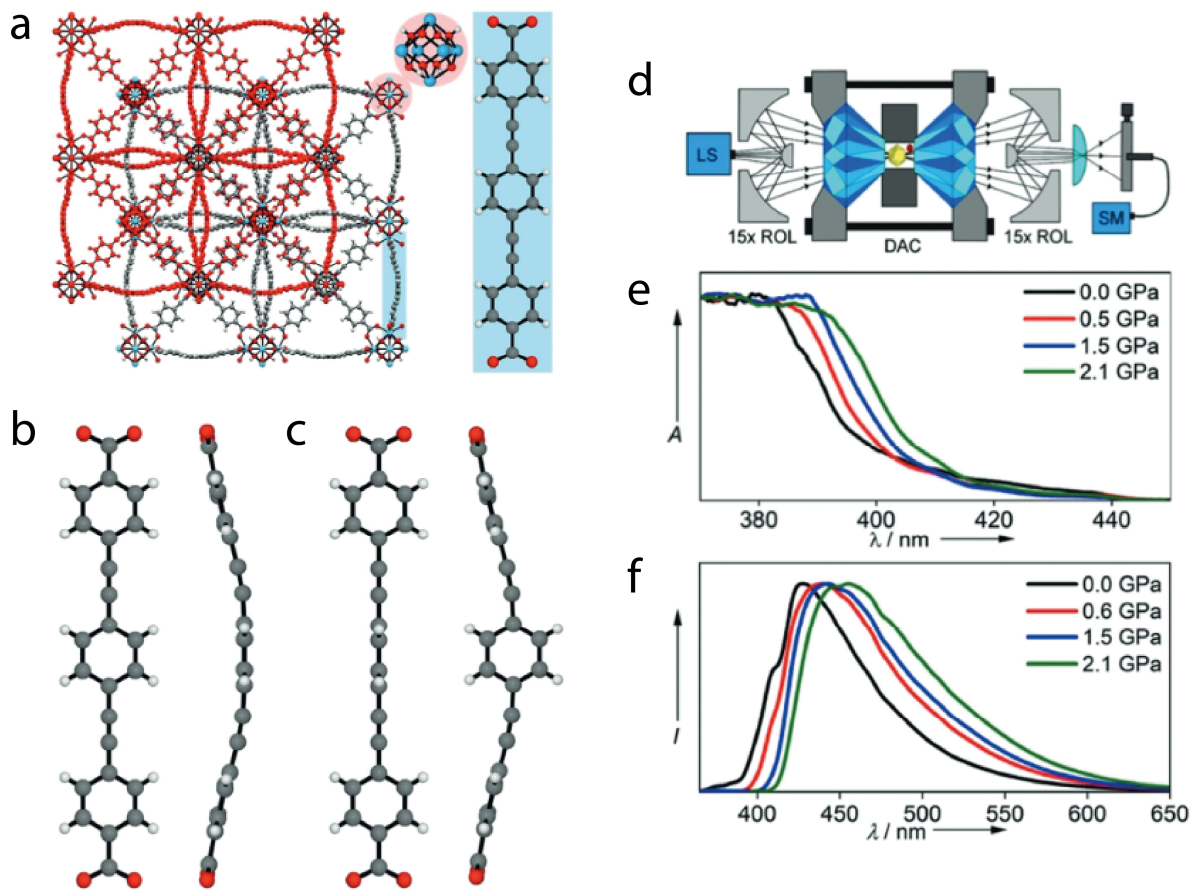 a
b
c
d
LS
15x ROL
DAC
15x ROL
SM
e
0.0 GPa
0.5 GPa
1.5 GPa
2.1 GPa
A
380 400 420 440
λ / nm
f
0.0 GPa
0.6 GPa
1.5 GPa
2.1 GPa
I
400 450 500 550 600 650
λ / nm